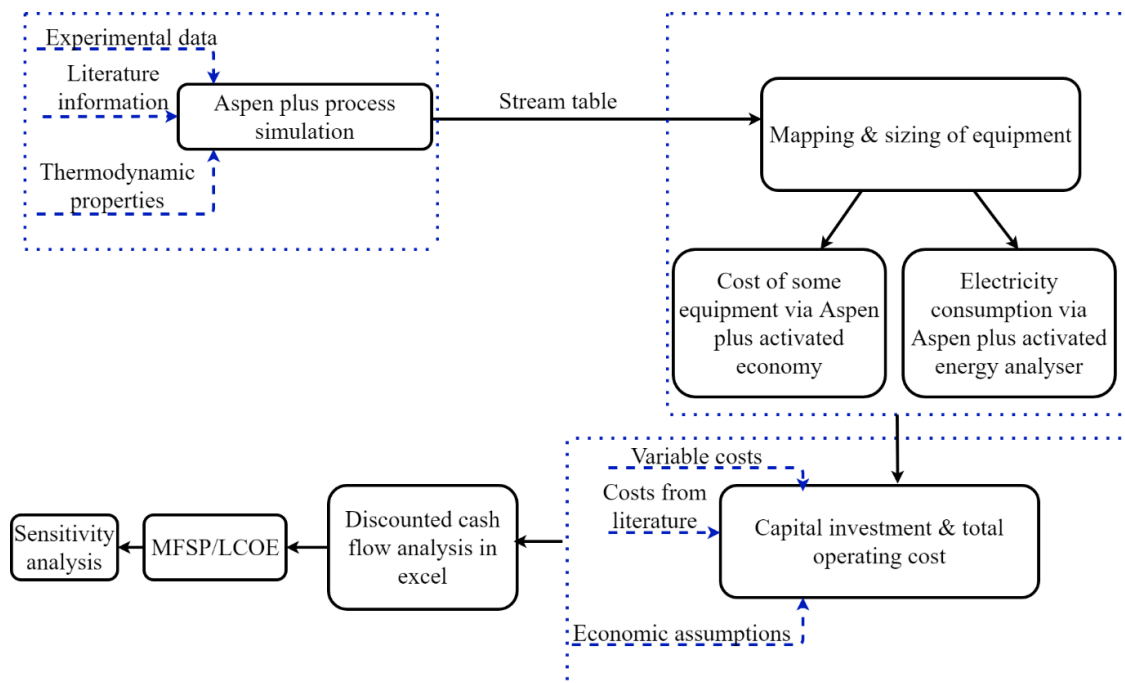 Experimental data
Literature
information
Aspen plus process
simulation
Thermodynamic
properties
Stream table
Mapping & sizing of equipment
Cost of some
equipment via Aspen
plus activated
economy
Electricity
consumption via
Aspen plus activated
energy analyser
Variable costs
Costs from
literature
Capital investment & total
operating cost
Economic assumptions
Discounted cash
flow analysis in
excel
MFSP/LCOE
Sensitivity
analysis